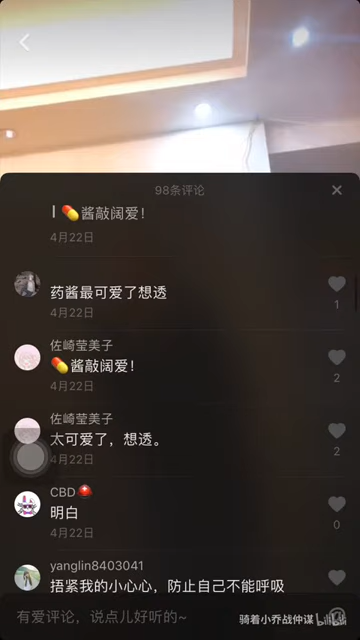 98条评论
💊酱敲阔爱！
4月22日
药酱最可爱了想透
4月22日
1
佐崎莹美子
💊酱敲阔爱！
4月22日
2
佐崎莹美子
太可爱了，想透。
4月22日
2
CBD
明白
4月22日
0
yanglin8403041
捂紧我的小心心，防止自己不能呼吸
有爱评论，说点儿好听的~
骑着小乔战仲谋
bilibili